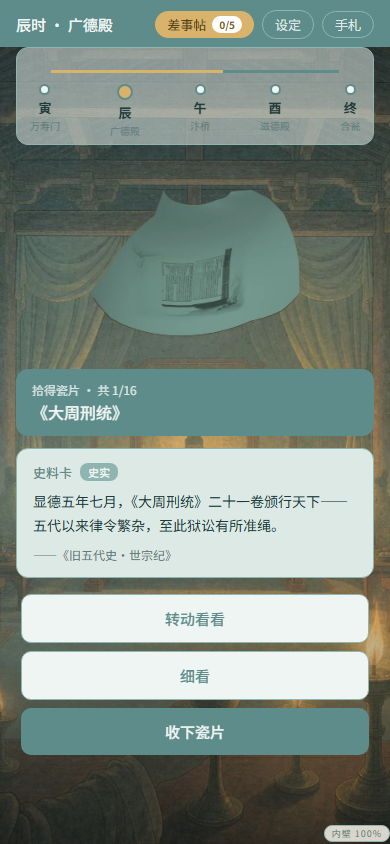 辰时 · 广德殿
差事帖 0/5
设定
手札
寅
万岁门
辰
广德殿
午
汴桥
酉
滋德殿
终
合瓷
拾得瓷片 · 共 1/16
《大周刑统》
史料卡 史实
显德五年七月，《大周刑统》二十一卷颁行天下——
五代以来律令繁杂，至此狱讼有所准绳。
——《旧五代史·世宗纪》
转动看看
细看
收下瓷片
内壁 100%